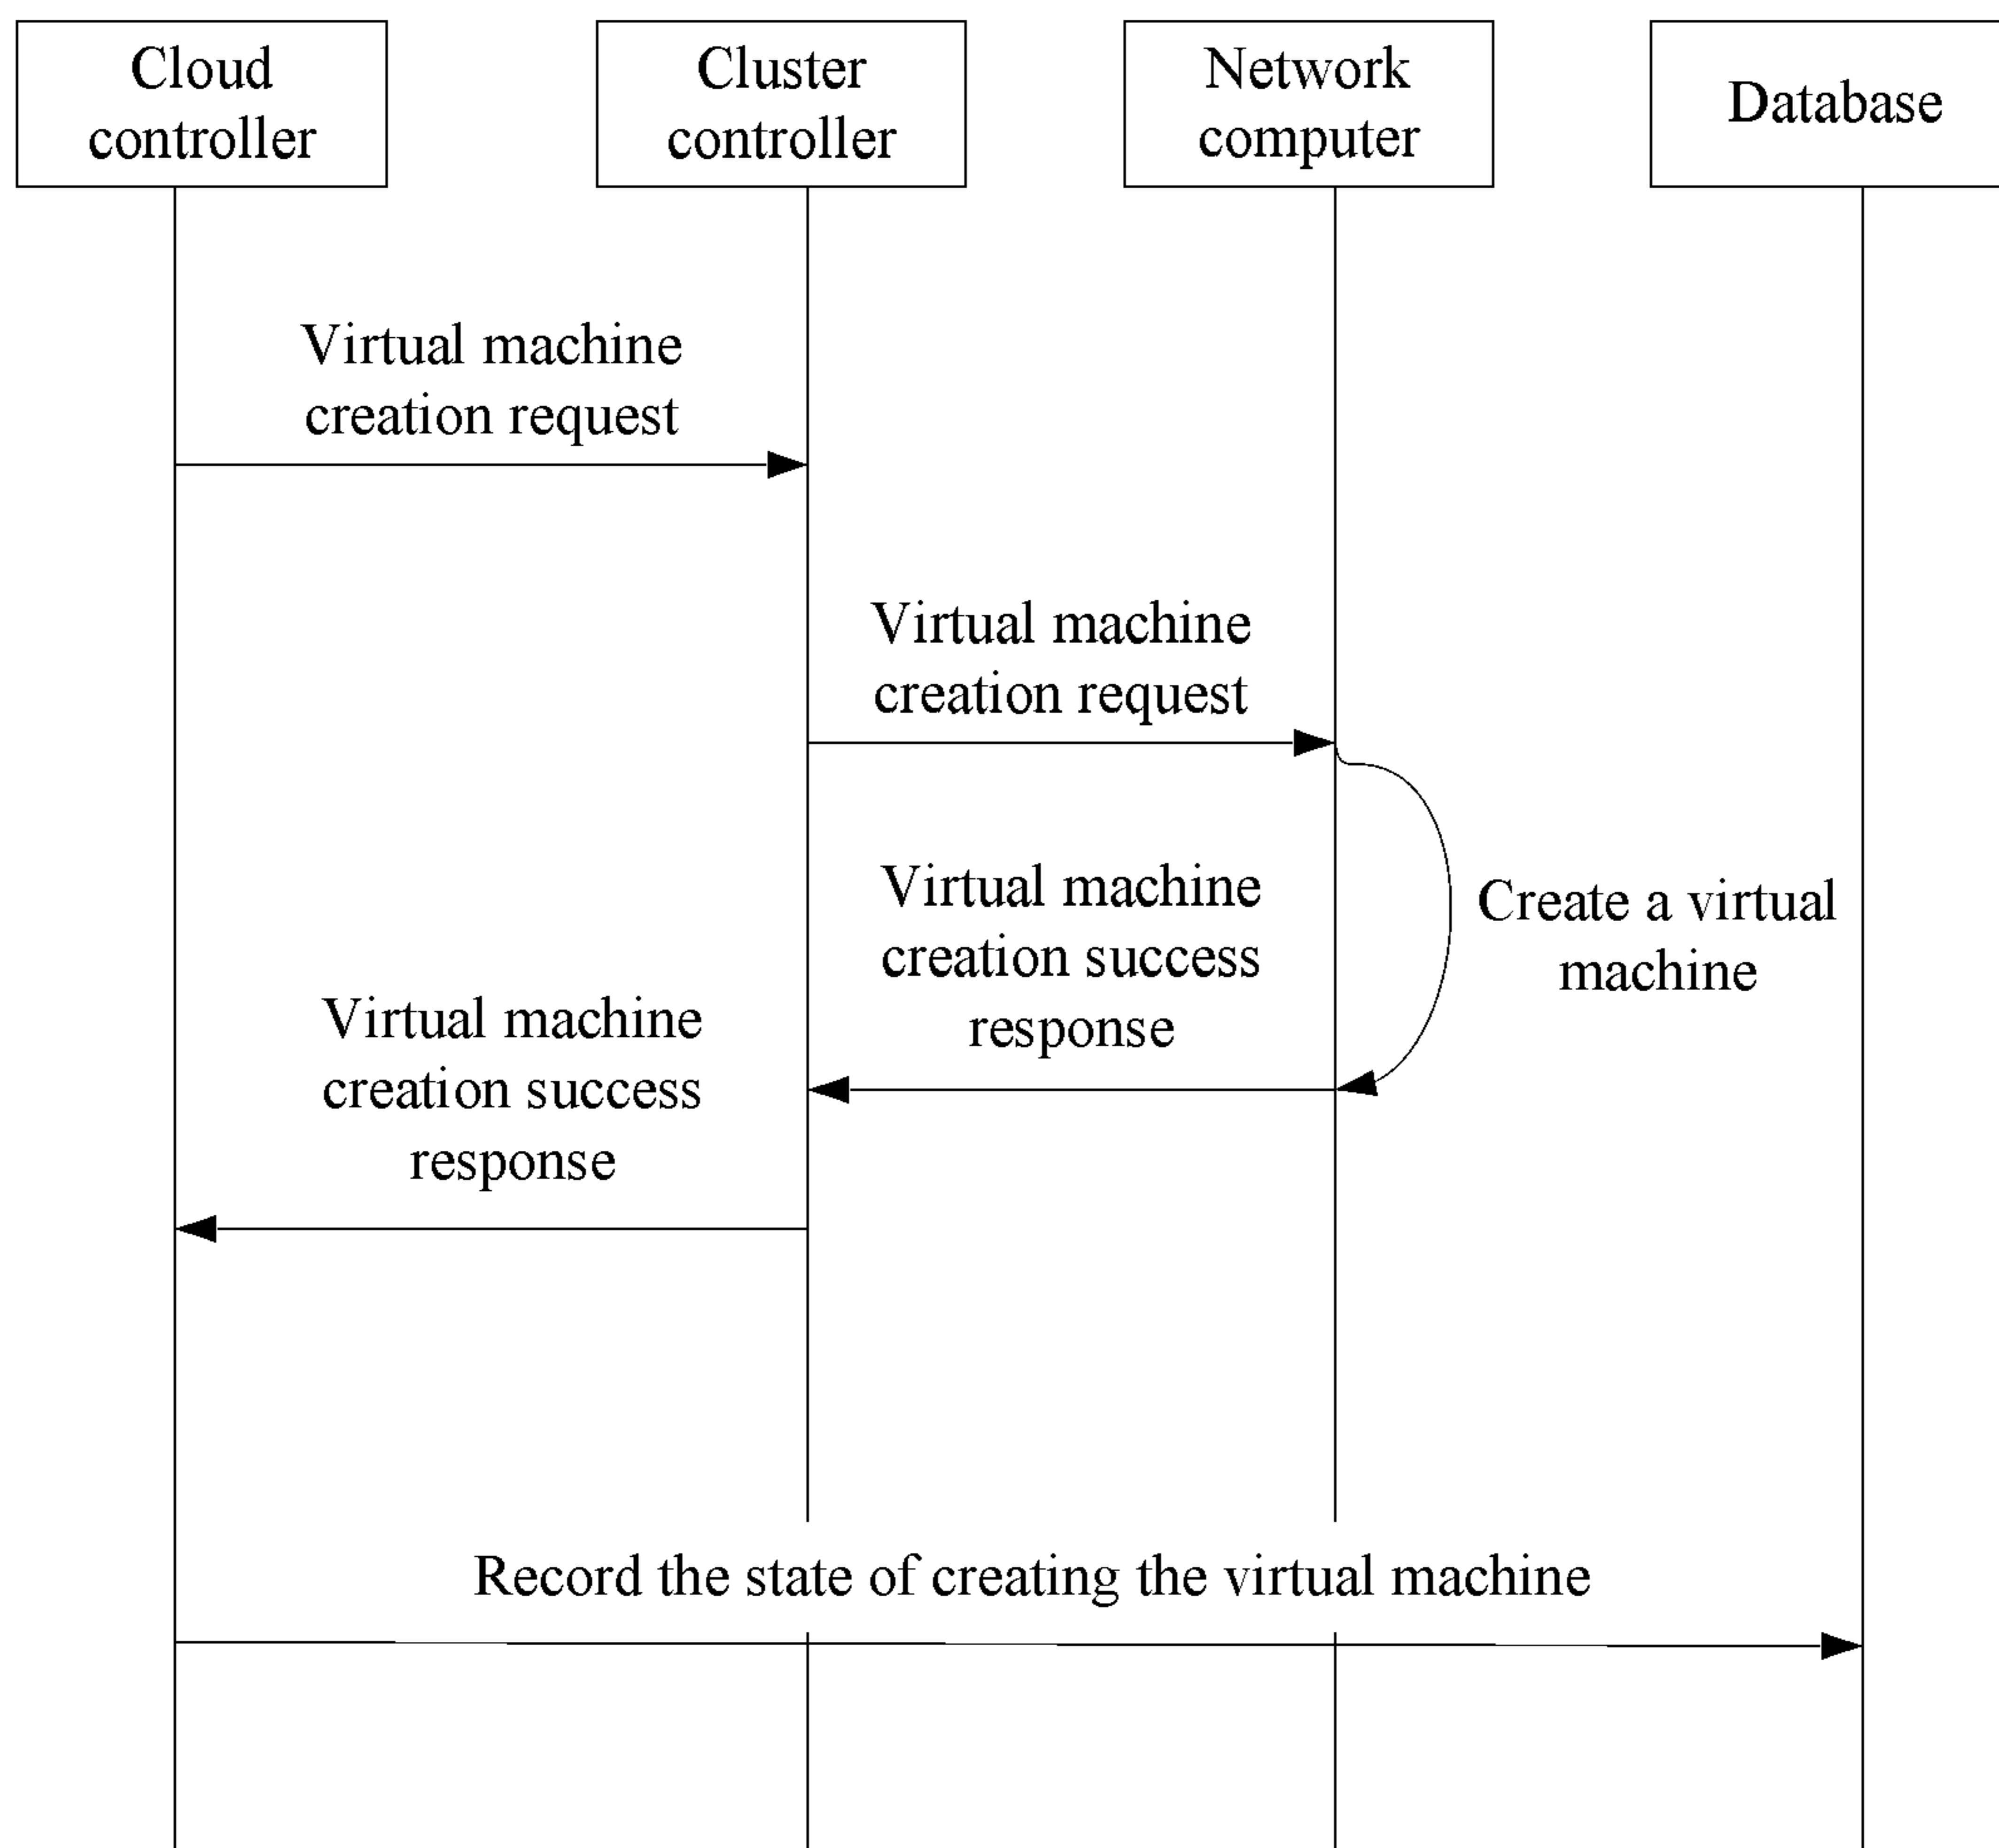 Cloud
controller
Cluster
controller
Network
computer
Database
Virtual machine
creation request
Virtual machine
creation request
Virtual machine
creation success
response
Create a virtual
machine
Virtual machine
creation success
response
Record the state of creating the virtual machine